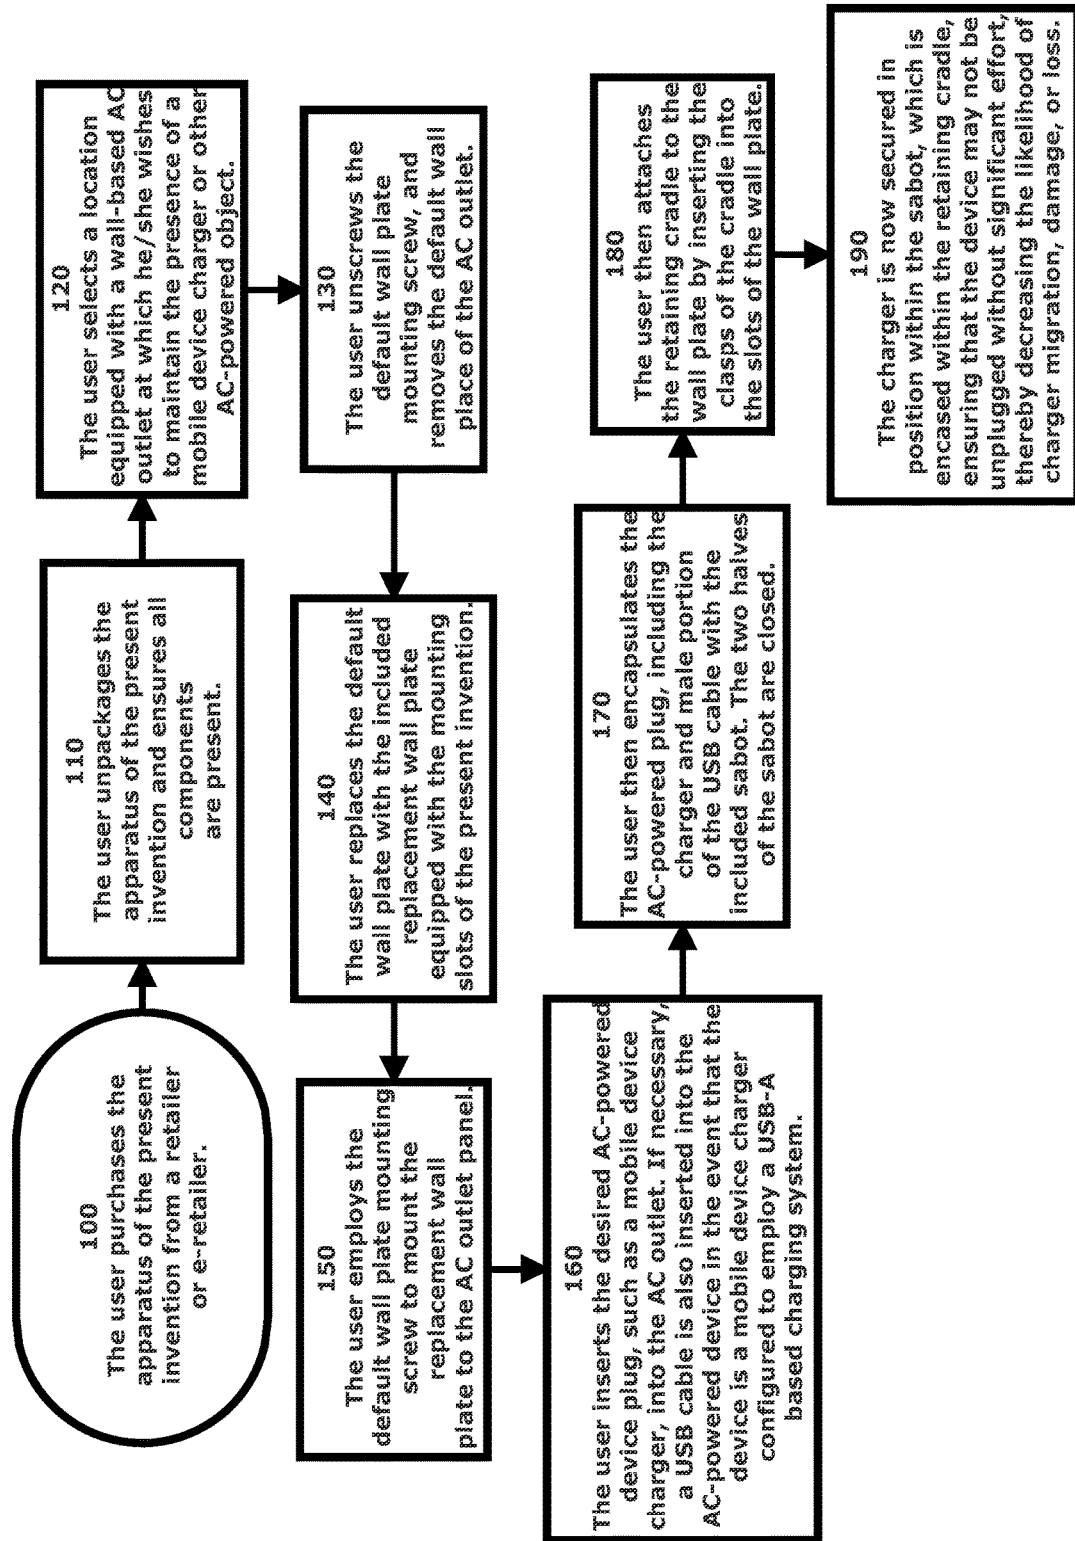 100
The user purchases the
apparatus of the present
invention from a retailer
or e-retailer.
110
The user unpackages the
apparatus of the present
invention and ensures all
components
are present.
120
The user selects a location
equipped with a wall-based AC
outlet at which he/she wishes
to maintain the presence of a
mobile device charger or other
AC-powered object.
130
The user unscrews the
default wall plate
mounting screw, and
removes the default wall
place of the AC outlet.
140
The user replaces the default
wall plate with the included
replacement wall plate
equipped with the mounting
slots of the present invention.
150
The user employs the
default wall plate mounting
screw to mount the
replacement wall
plate to the AC outlet panel.
160
The user inserts the desired AC-powered
device plug, such as a mobile device
charger, into the AC outlet. If necessary,
a USB cable is also inserted into the
AC-powered device in the event that the
device is a mobile device charger
configured to employ a USB-A
based charging system.
170
The user then encapsulates the
AC-powered plug, including the
charger and male portion
of the USB cable with the
included sabot. The two halves
of the sabot are closed.
180
The user then attaches
the retaining cradle to the
wall plate by inserting the
clasps of the cradle into
the slots of the wall plate.
190
The charger is now secured in
position within the sabot, which is
encased within the retaining cradle,
ensuring that the device may not be
unplugged without significant effort,
thereby decreasing the likelihood of
charger migration, damage, or loss.